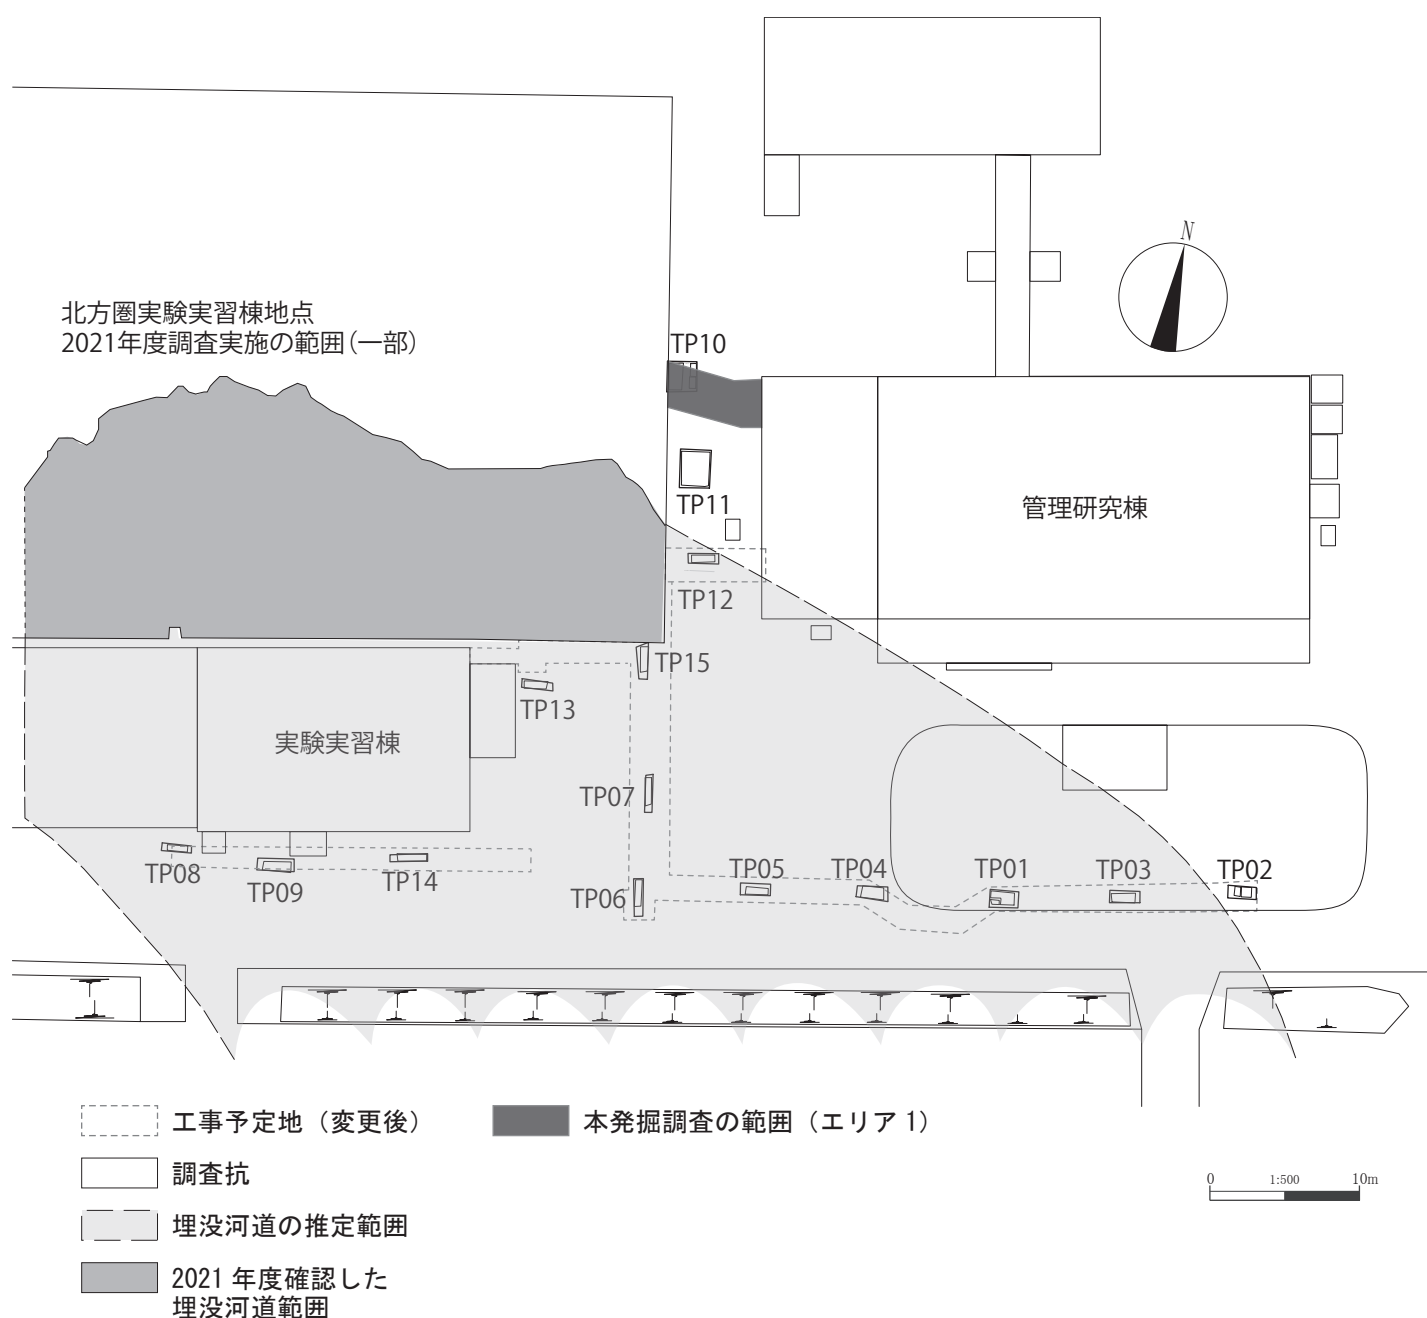 N
北方圏実験実習棟地点
2021年度調査実施の範囲（一部）
TP10
TP11
管理研究棟
TP12
TP15
TP13
実験実習棟
TP07
TP08
TP09
TP14
TP06
TP05
TP04
TP01
TP03
TP02
工事予定地（変更後）
本発掘調査の範囲（エリア1）
調査抗
0 1:500 10m
埋没河道の推定範囲
2021年度確認した
埋没河道範囲